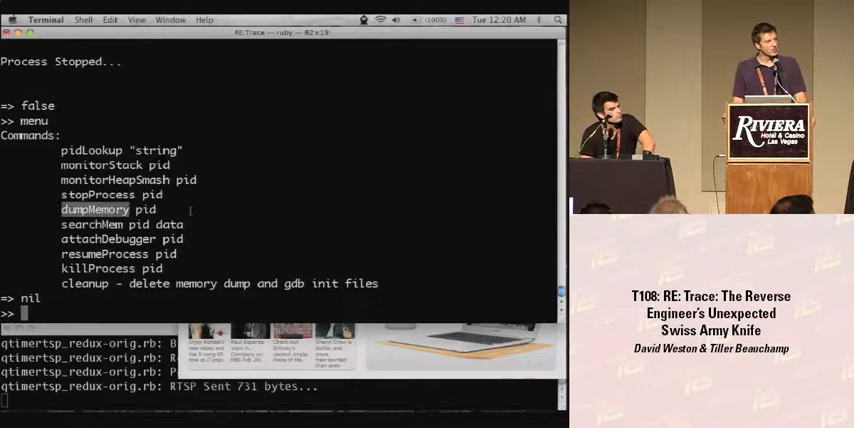 Terminal Shell Edit View Window Help
(100%) Tue 12:20 AM
RE:Trace — ruby — 82×19
Process Stopped...
=> false
>> menu
Commands:
pidLookup "string"
monitorStack pid
monitorHeapSmash pid
stopProcess pid
dumpMemory pid
searchMem pid data
attachDebugger pid
resumeProcess pid
killProcess pid
cleanup - delete memory dump and gdb init files
=> nil
>>
qtimertsp_redux-orig.rb: B
qtimertsp_redux-orig.rb: R
qtimertsp_redux-orig.rb: P
qtimertsp_redux-orig.rb: RTSP Sent 731 bytes...
RIVIERA
Hotel & Casino
Las Vegas
T108: RE: Trace: The Reverse
Engineer's Unexpected
Swiss Army Knife
David Weston & Tiller Beauchamp